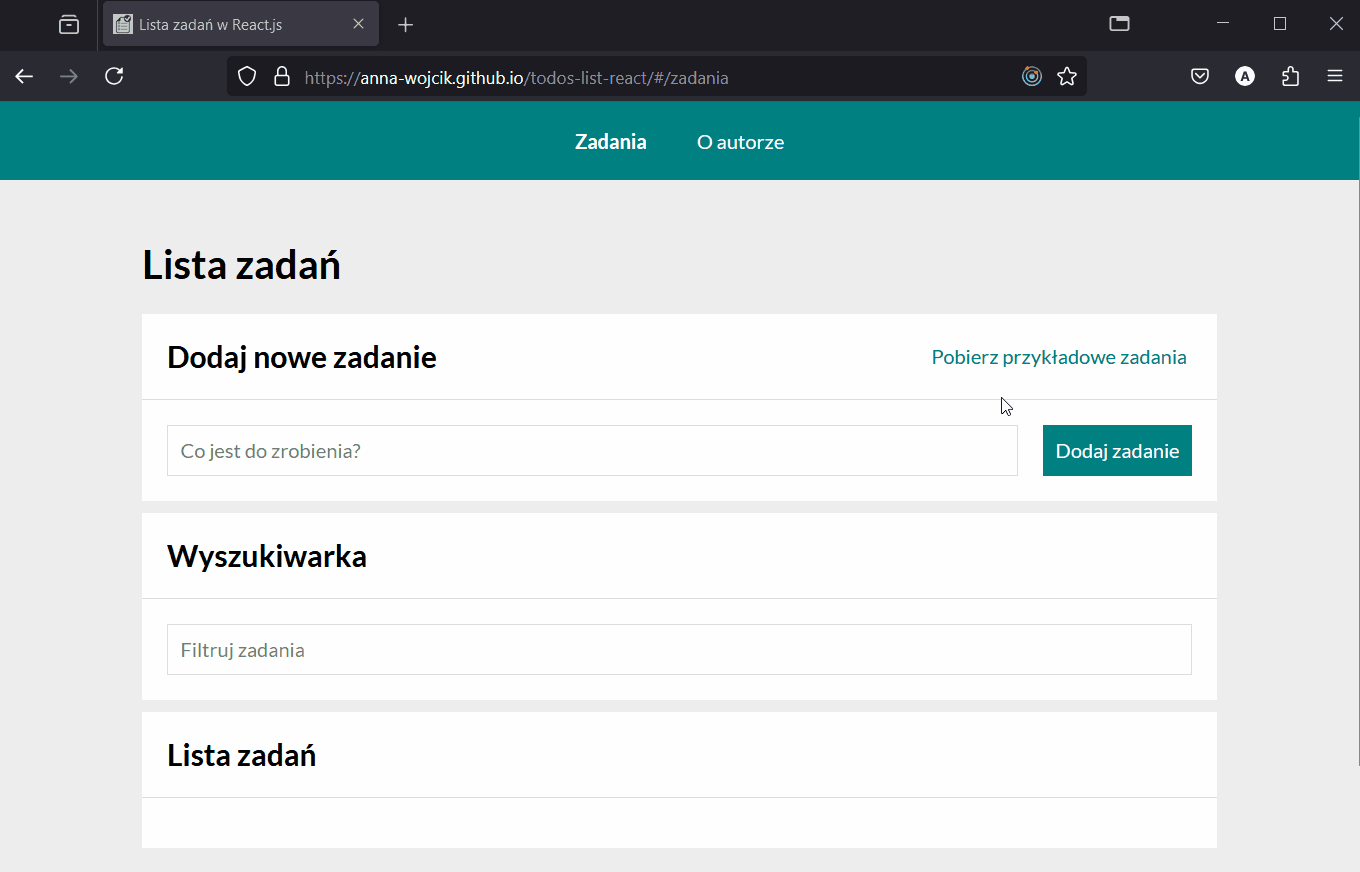 Lista zadań w React.js
https://anna-wojcik.github.io/todos-list-react/#/zadania
A
Zadania O autorze
Lista zadań
Dodaj nowe zadanie Pobierz przykładowe zadania
Co jest do zrobienia? Dodaj zadanie
Wyszukiwarka
Filtruj zadania
Lista zadań